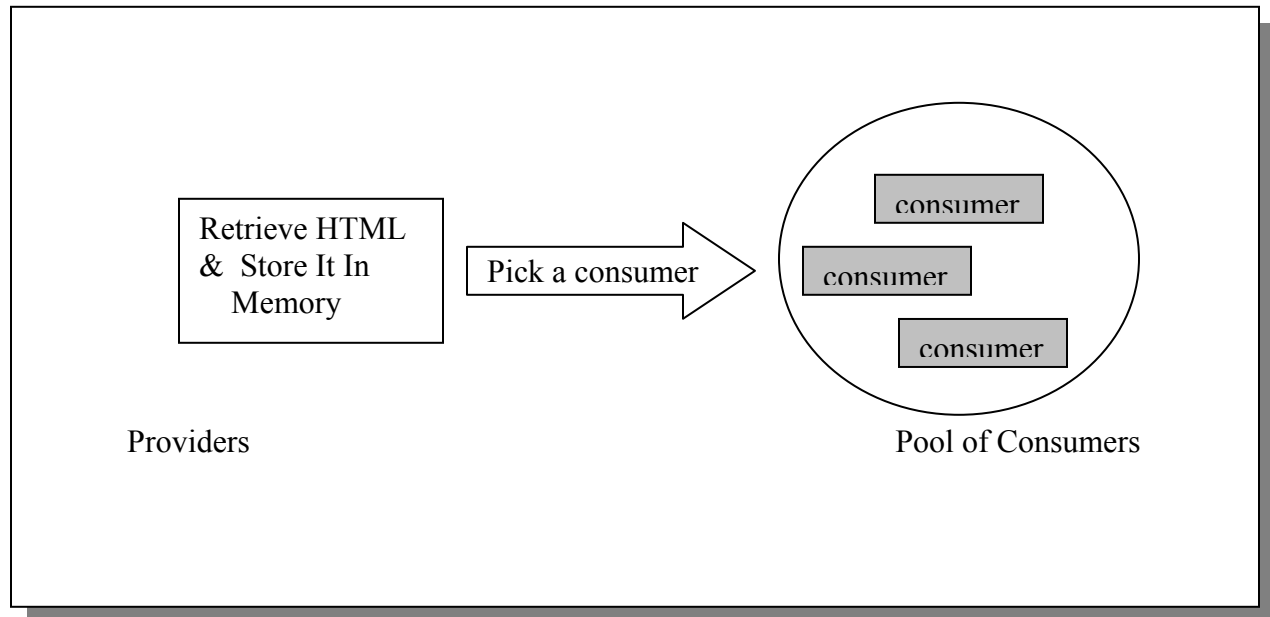 Retrieve HTML
& Store It In
Memory
Pick a consumer
consumer
consumer
consumer
Providers
Pool of Consumers